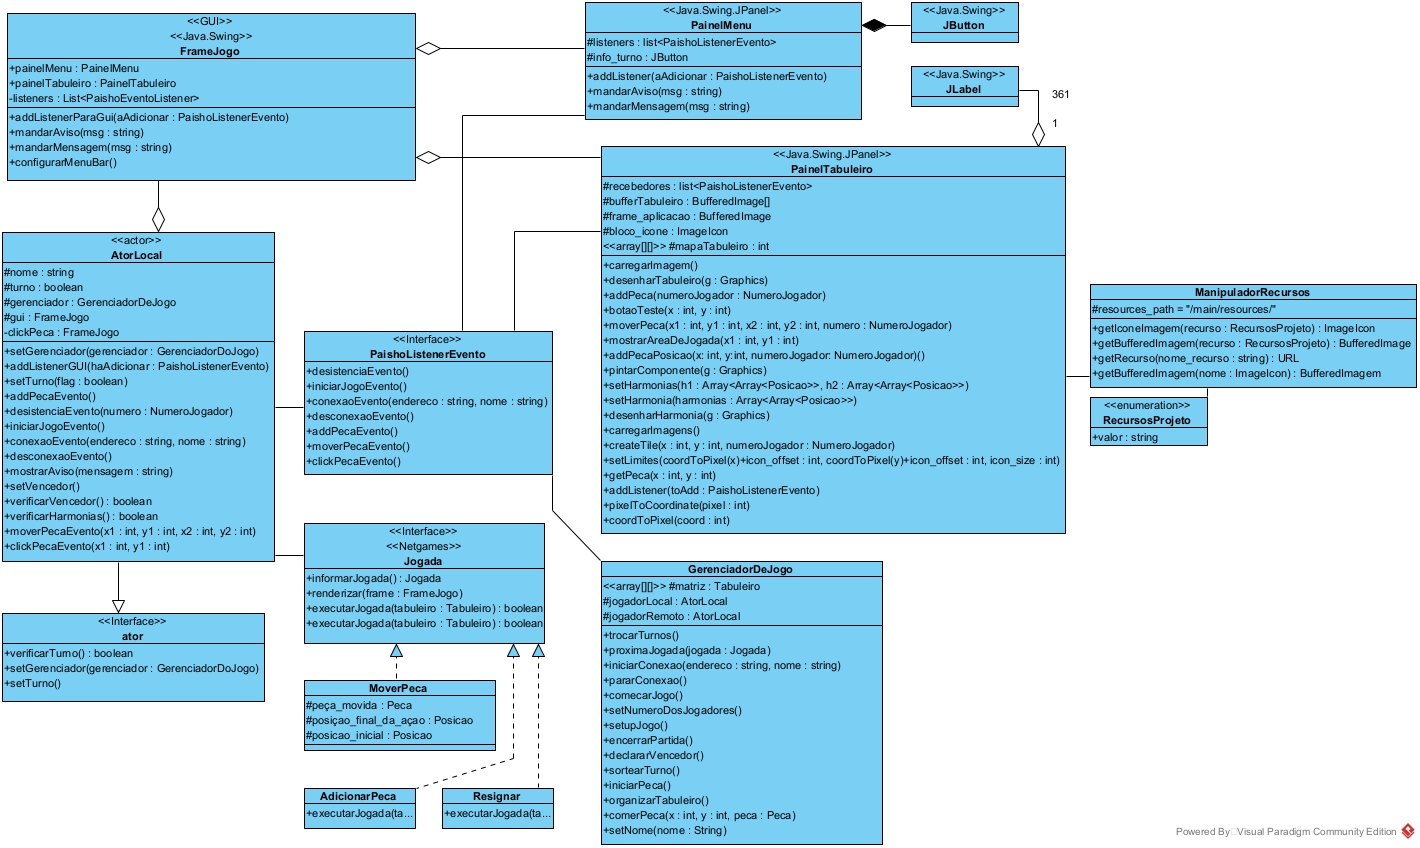 <<GUI>>
<<Java.Swing>>
FrameJogo
+painelMenu : PainelMenu
+painelTabuleiro : PainelTabuleiro
-listeners : List<PaishoEventoListener>
+addListenerParaGui(aAdicionar : PaishoListenerEvento)
+mandarAviso(msg : string)
+mandarMensagem(msg : string)
+configurarMenuBar()
<<Java.Swing.JPanel>>
PainelMenu
#listeners : list<PaishoListenerEvento>
#info_turno : JButton
+addListener(aAdicionar : PaishoListenerEvento)
+mandarAviso(msg : string)
+mandarMensagem(msg : string)
<<Java.Swing>>
JButton
<<Java.Swing>>
JLabel
361
1
<<Java.Swing.JPanel>>
PainelTabuleiro
#recebedores : list<PaishoListenerEvento>
#bufferTabuleiro : BufferedImage[]
#frame_aplicacao : BufferedImage
#bloco_icone : ImageIcon
<<array[][]>> #mapaTabuleiro : int
+carregarImagem()
+desenharTabuleiro(g : Graphics)
+addPeca(numeroJogador : NumeroJogador)
+botaoTeste(x : int, y : int)
+moverPeca(x1 : int, y1 : int, x2 : int, y2 : int, numero : NumeroJogador)
+mostrarAreaDeJogada(x1 : int, y1 : int)
+addPecaPosicao(x: int, y:int, numeroJogador: NumeroJogador)()
+pintarComponente(g : Graphics)
+setHarmonias(h1 : Array<Array<Posicao>>, h2 : Array<Array<Posicao>>)
+setHarmonia(harmonias : Array<Array<Posicao>>)
+desenharHarmonia(g : Graphics)
+carregarImagens()
+createTile(x : int, y : int, numeroJogador : NumeroJogador)
+setLimites(coordToPixel(x)+icon_offset : int, coordToPixel(y)+icon_offset : int, icon_size : int)
+getPeca(x : int, y : int)
+addListener(toAdd : PaishoListenerEvento)
+pixelToCoordinate(pixel : int)
+coordToPixel(coord : int)
<<actor>>
AtorLocal
#nome : string
#turno : boolean
#gerenciador : GerenciadorDeJogo
#gui : FrameJogo
-clickPeca : FrameJogo
+setGerenciador(gerenciador : GerenciadorDoJogo)
+addListenerGUI(haAdicionar : PaishoListenerEvento)
+setTurno(flag : boolean)
+addPecaEvento()
+desistenciaEvento(numero : NumeroJogador)
+iniciarJogoEvento()
+conexaoEvento(endereco : string, nome : string)
+desconexaoEvento()
+mostrarAviso(mensagem : string)
+setVencedor()
+verificarVencedor() : boolean
+verificarHarmonias() : boolean
+moverPecaEvento(x1 : int, y1 : int, x2 : int, y2 : int)
+clickPecaEvento(x1 : int, y1 : int)
ManipuladorRecursos
#resources_path = "/main/resources/"
+getIconeImagem(recurso : RecursosProjeto) : ImageIcon
+getBufferedImagem(recurso : RecursosProjeto) : BufferedImage
+getRecurso(nome_recurso : string) : URL
+getBufferedImagem(nome : ImageIcon) : BufferedImagem
<<enumeration>>
RecursosProjeto
+valor : string
<<Interface>>
PaishoListenerEvento
+desistenciaEvento()
+iniciarJogoEvento()
+conexaoEvento(endereco : string, nome : string)
+desconexaoEvento()
+addPecaEvento()
+moverPecaEvento()
+clickPecaEvento()
<<Interface>>
<<Netgames>>
Jogada
+informarJogada() : Jogada
+renderizar(frame : FrameJogo)
+executarJogada(tabuleiro : Tabuleiro) : boolean
+executarJogada(tabuleiro : Tabuleiro) : boolean
<<Interface>>
ator
+verificarTurno() : boolean
+setGerenciador(gerenciador : GerenciadorDoJogo)
+setTurno()
MoverPeca
#peça_movida : Peca
#posiçao_final_da_açao : Posicao
#posicao_inicial : Posicao
AdicionarPeca
+executarJogada(ta...
Resignar
+executarJogada(ta...
GerenciadorDeJogo
<<array[][]>> #matriz : Tabuleiro
#jogadorLocal : AtorLocal
#jogadorRemoto : AtorLocal
+trocarTurnos()
+proximaJogada(jogada : Jogada)
+iniciarConexao(endereco : string, nome : string)
+pararConexao()
+comecarJogo()
+setNumeroDosJogadores()
+setupJogo()
+encerrarPartida()
+declararVencedor()
+sortearTurno()
+iniciarPeca()
+organizarTabuleiro()
+comerPeca(x : int, y : int, peca : Peca)
+setNome(nome : String)
Powered By Visual Paradigm Community Edition